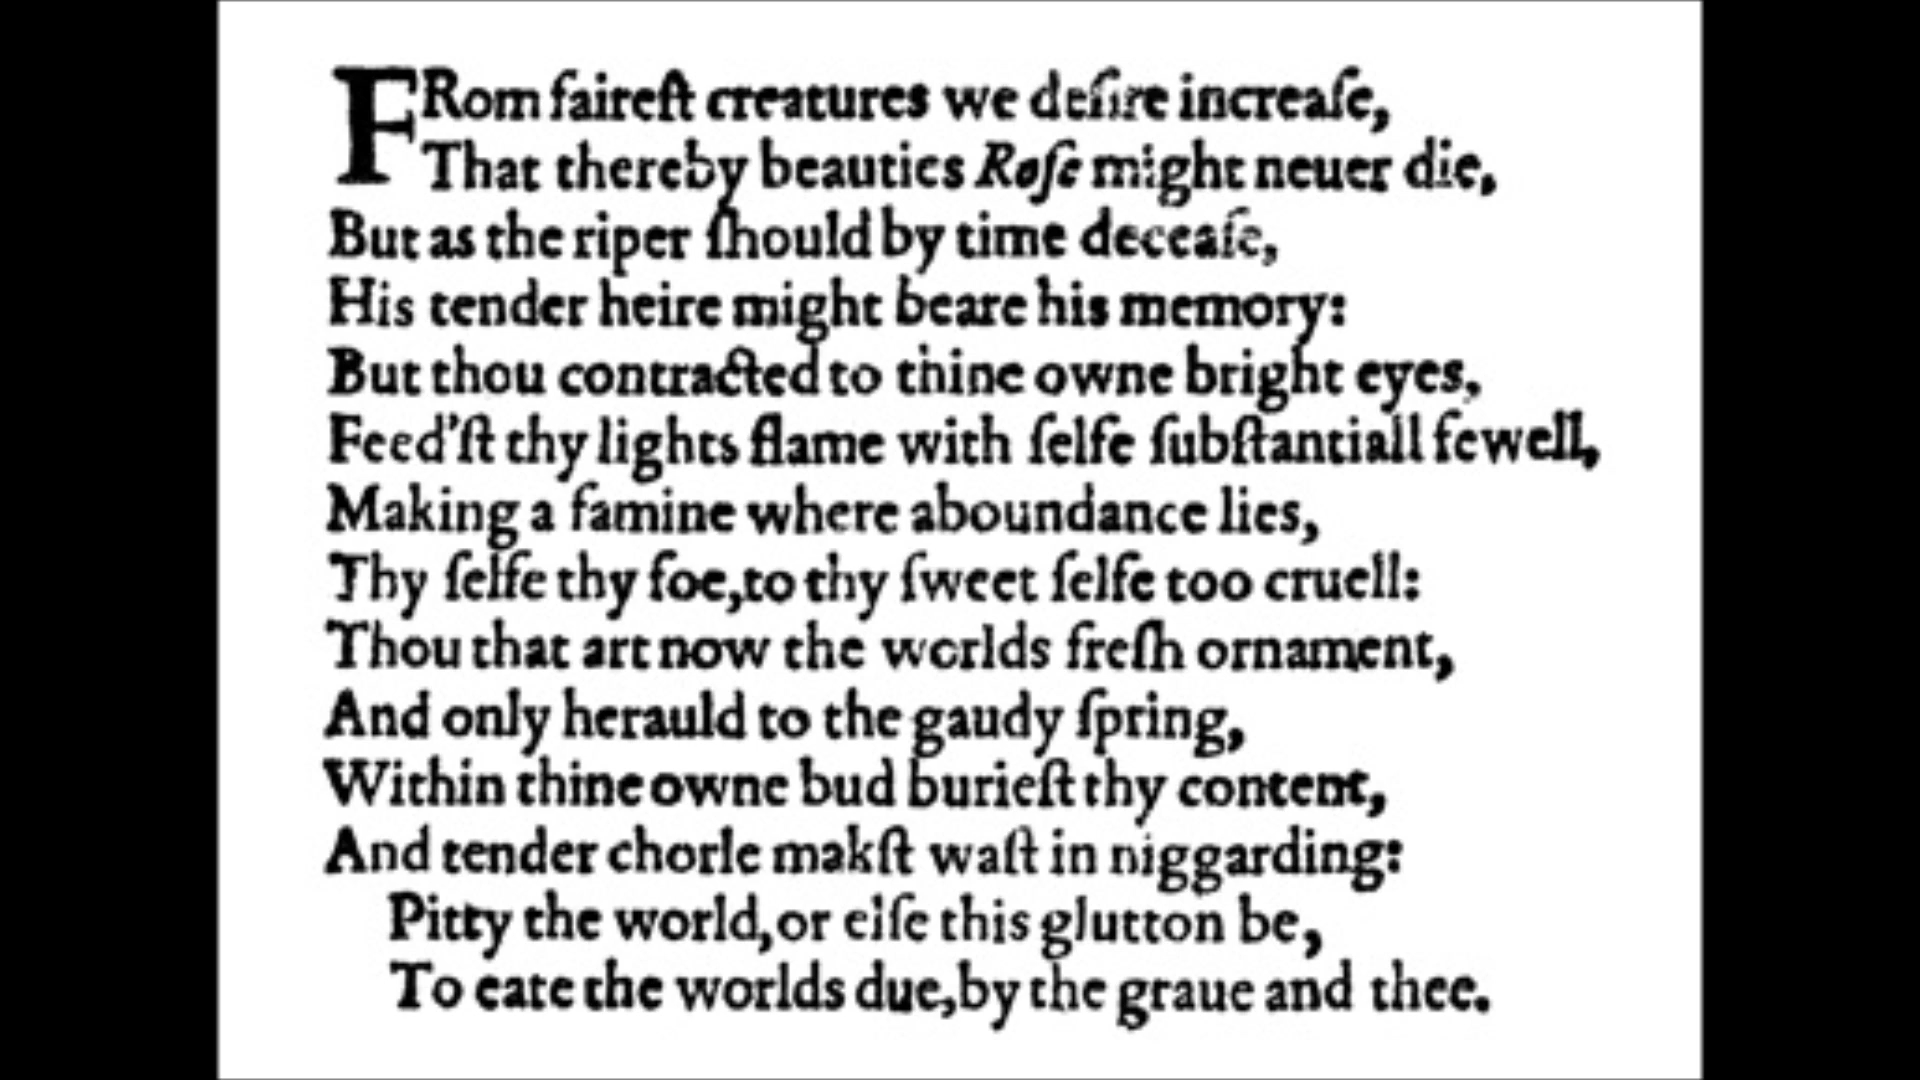 FRom faireſt creatures we deſire increaſe,
That thereby beauties Roſe might neuer die,
But as the riper ſhould by time deceaſe,
His tender heire might beare his memory:
But thou contracted to thine owne bright eyes,
Feed'ſt thy lights flame with ſelfe ſubſtantiall fewell,
Making a famine where aboundance lies,
Thy ſelfe thy foe,to thy ſweet ſelfe too cruell:
Thou that art now the worlds freſh ornament,
And only herauld to the gaudy ſpring,
Within thine owne bud burieſt thy content,
And tender chorle makſt waſt in niggarding:
Pitty the world,or elſe this glutton be,
To eate the worlds due,by the graue and thee.